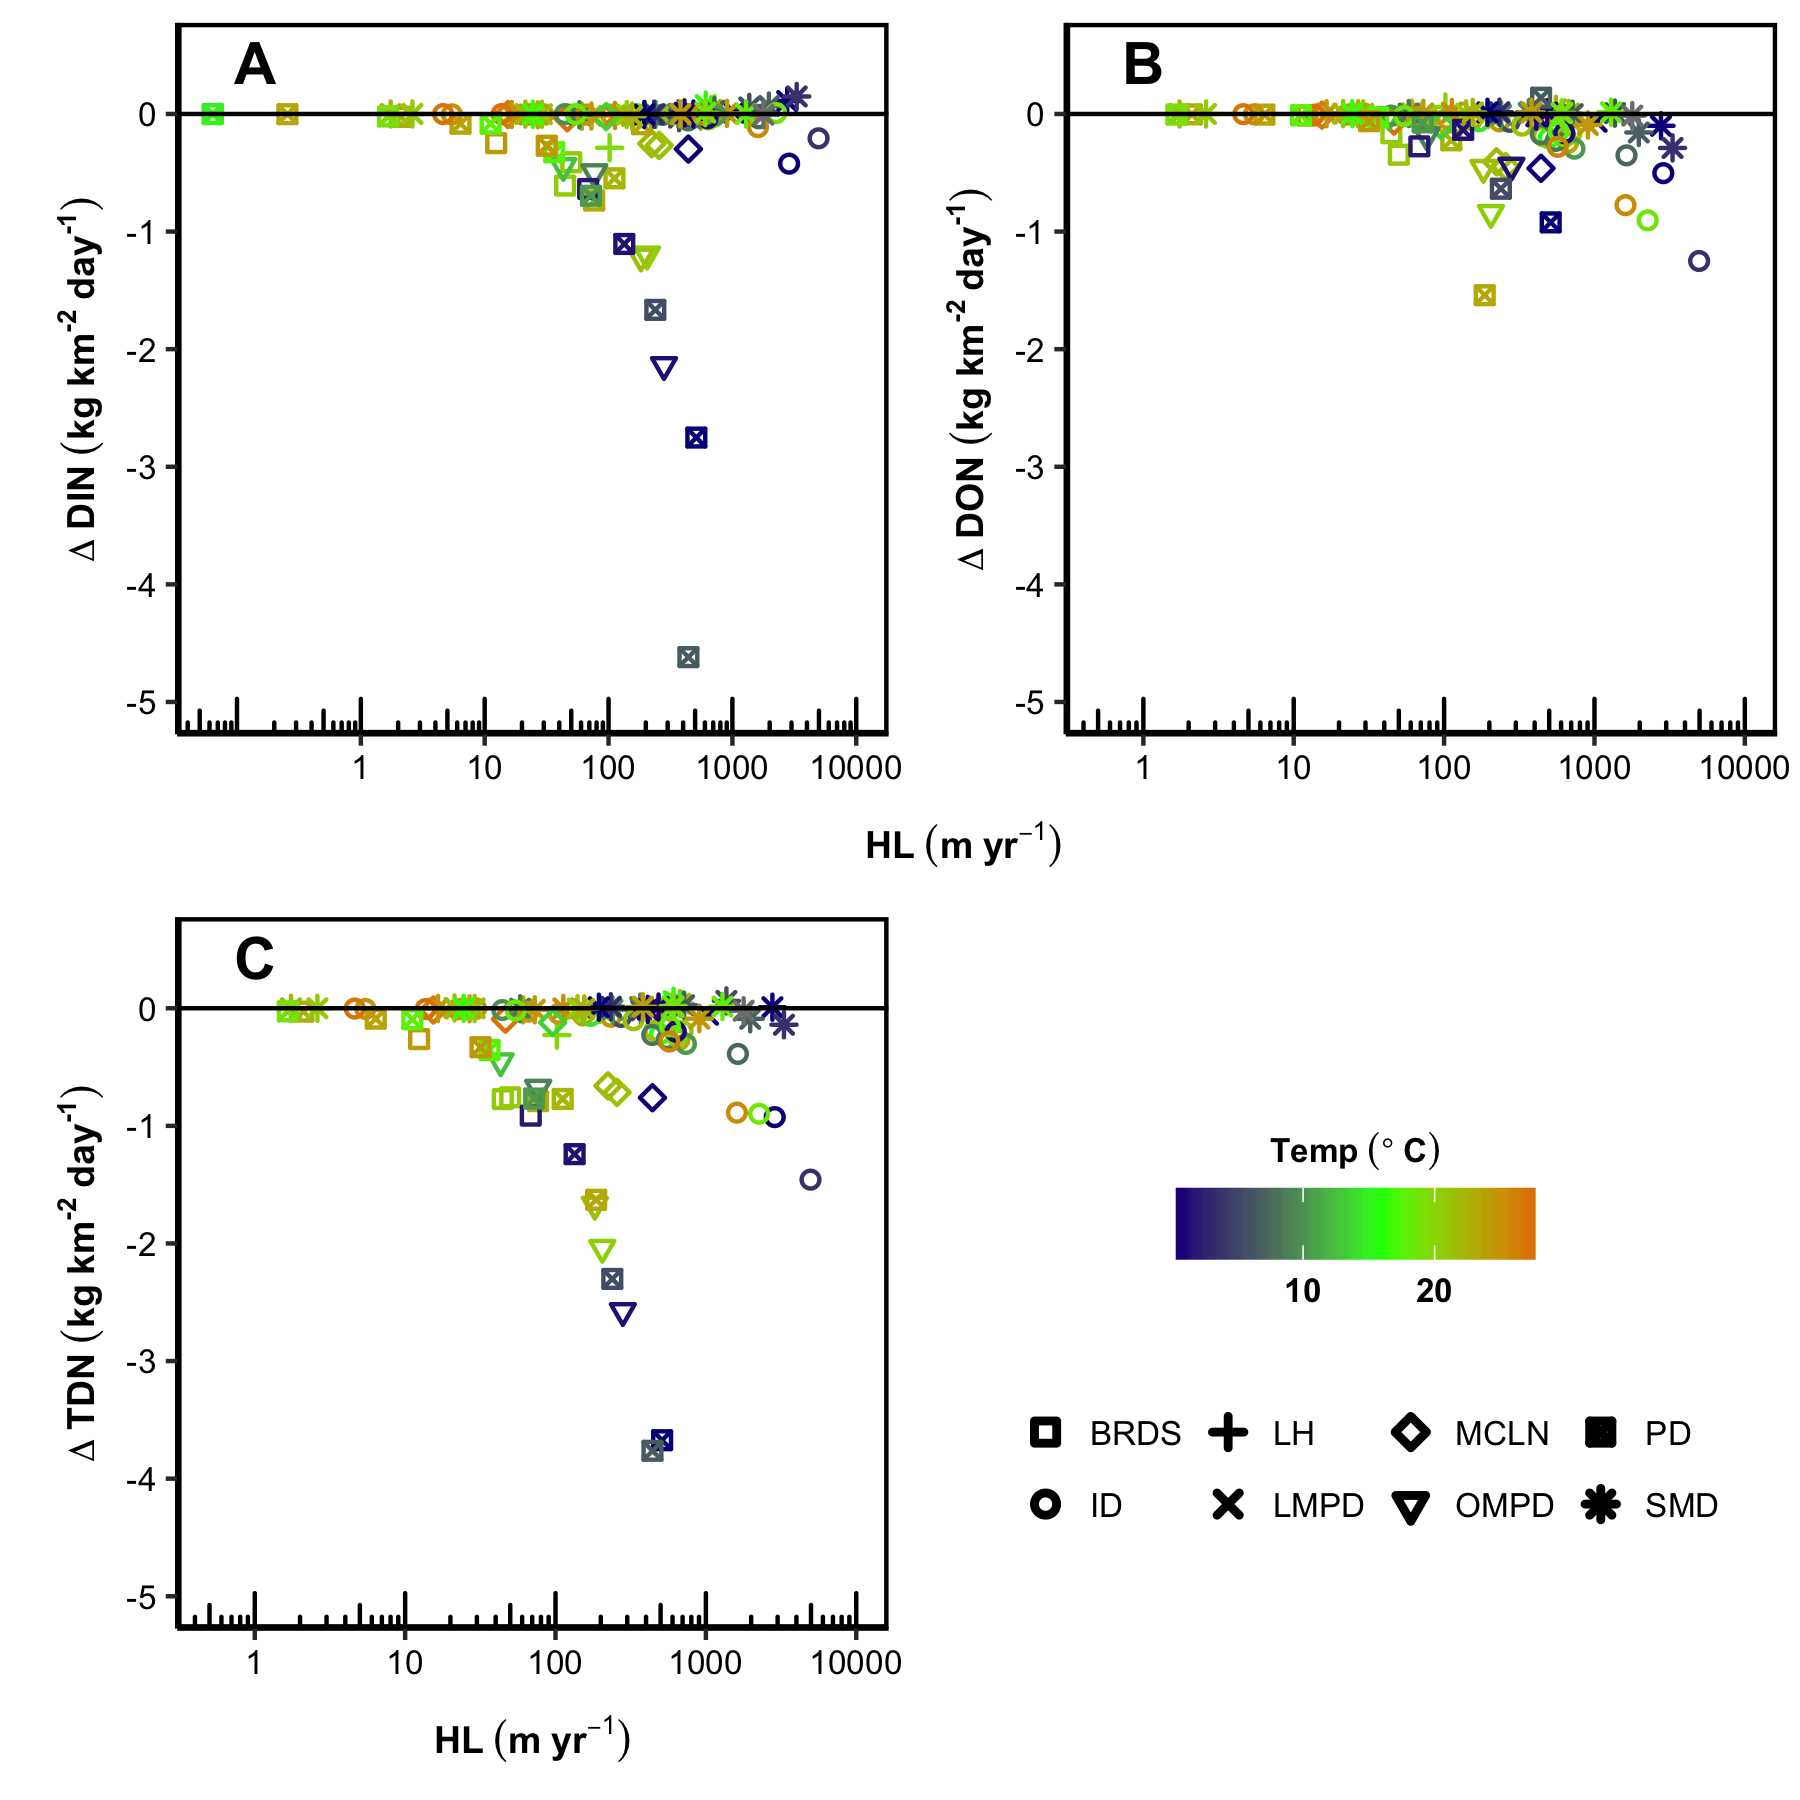 A
Δ DIN (kg km-2 day-1)
0
-1
-2
-3
-4
-5
1 10 100 1000 10000
B
Δ DON (kg km-2 day-1)
0
-1
-2
-3
-4
-5
1 10 100 1000 10000
HL (m yr−1)
C
Δ TDN (kg km-2 day-1)
0
-1
-2
-3
-4
-5
1 10 100 1000 10000
HL (m yr−1)
Temp (° C)
10 20
BRDS LH MCLN PD
ID LMPD OMPD SMD